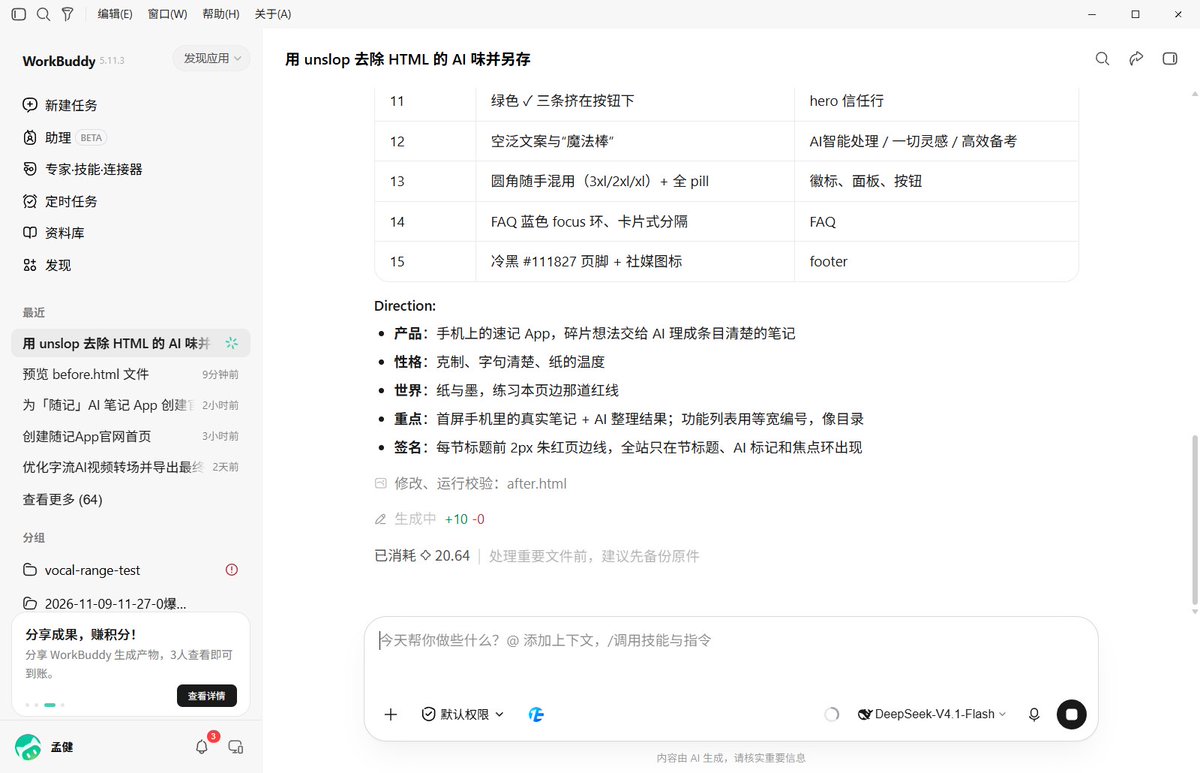 编辑(E) 窗口(W) 帮助(H) 关于(A)
WorkBuddy 5.11.3 发现应用
新建任务
助理 BETA
专家·技能·连接器
定时任务
资料库
发现
最近
用 unslop 去除 HTML 的 AI 味并
预览 before.html 文件 9分钟前
为「随记」AI 笔记 App 创建官 2小时前
创建随记App官网首页 3小时前
优化字流AI视频转场并导出最终 2天前
查看更多 (64)
分组
vocal-range-test
2026-11-09-11-27-0爆...
分享成果，赚积分！
分享 WorkBuddy 生成产物，3人查看即可
到账。
查看详情
孟健
3
用 unslop 去除 HTML 的 AI 味并另存
11 绿色 ✓ 三条挤在按钮下 hero 信任行
12 空泛文案与“魔法棒” AI智能处理 / 一切灵感 / 高效备考
13 圆角随手混用（3xl/2xl/xl）+ 全 pill 徽标、面板、按钮
14 FAQ 蓝色 focus 环、卡片式分隔 FAQ
15 冷黑 #111827 页脚 + 社媒图标 footer
Direction:
• 产品：手机上的速记 App，碎片想法交给 AI 理成条目清楚的笔记
• 性格：克制、字句清楚、纸的温度
• 世界：纸与墨，练习本页边那道红线
• 重点：首屏手机里的真实笔记 + AI 整理结果；功能列表用等宽编号，像目录
• 签名：每节标题前 2px 朱红页边线，全站只在节标题、AI 标记和焦点环出现
修改、运行校验：after.html
生成中 +10 -0
已消耗 20.64 | 处理重要文件前，建议先备份原件
今天帮你做些什么？@ 添加上下文，/调用技能与指令
默认权限
DeepSeek-V4.1-Flash
内容由 AI 生成，请核实重要信息